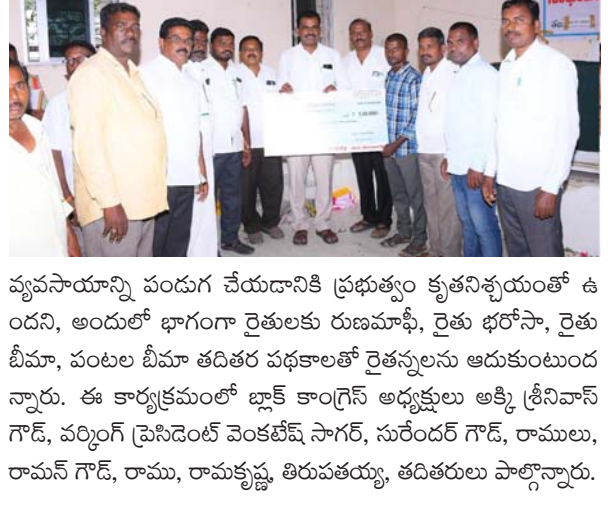 వ్యవసాయాన్ని పండుగ చేయడానికి ప్రభుత్వం కృతనిశ్చయంతో ఉ
ందని, అందులో భాగంగా రైతులకు రుణమాఫీ, రైతు భరోసా, రైతు
బీమా, పంటల బీమా తదితర పథకాలతో రైతన్నలను ఆదుకుంటుంద
న్నారు. ఈ కార్యక్రమంలో బ్లాక్ కాంగ్రెస్ అధ్యక్షులు అక్కి శ్రీనివాస్
గౌడ్, వర్కింగ్ ప్రెసిడెంట్ వెంకటేష్ సాగర్, సురేందర్ గౌడ్, రాములు,
రామన్ గౌడ్, రాము, రామకృష్ణ, తిరుపతయ్య, తదితరులు పాల్గొన్నారు.